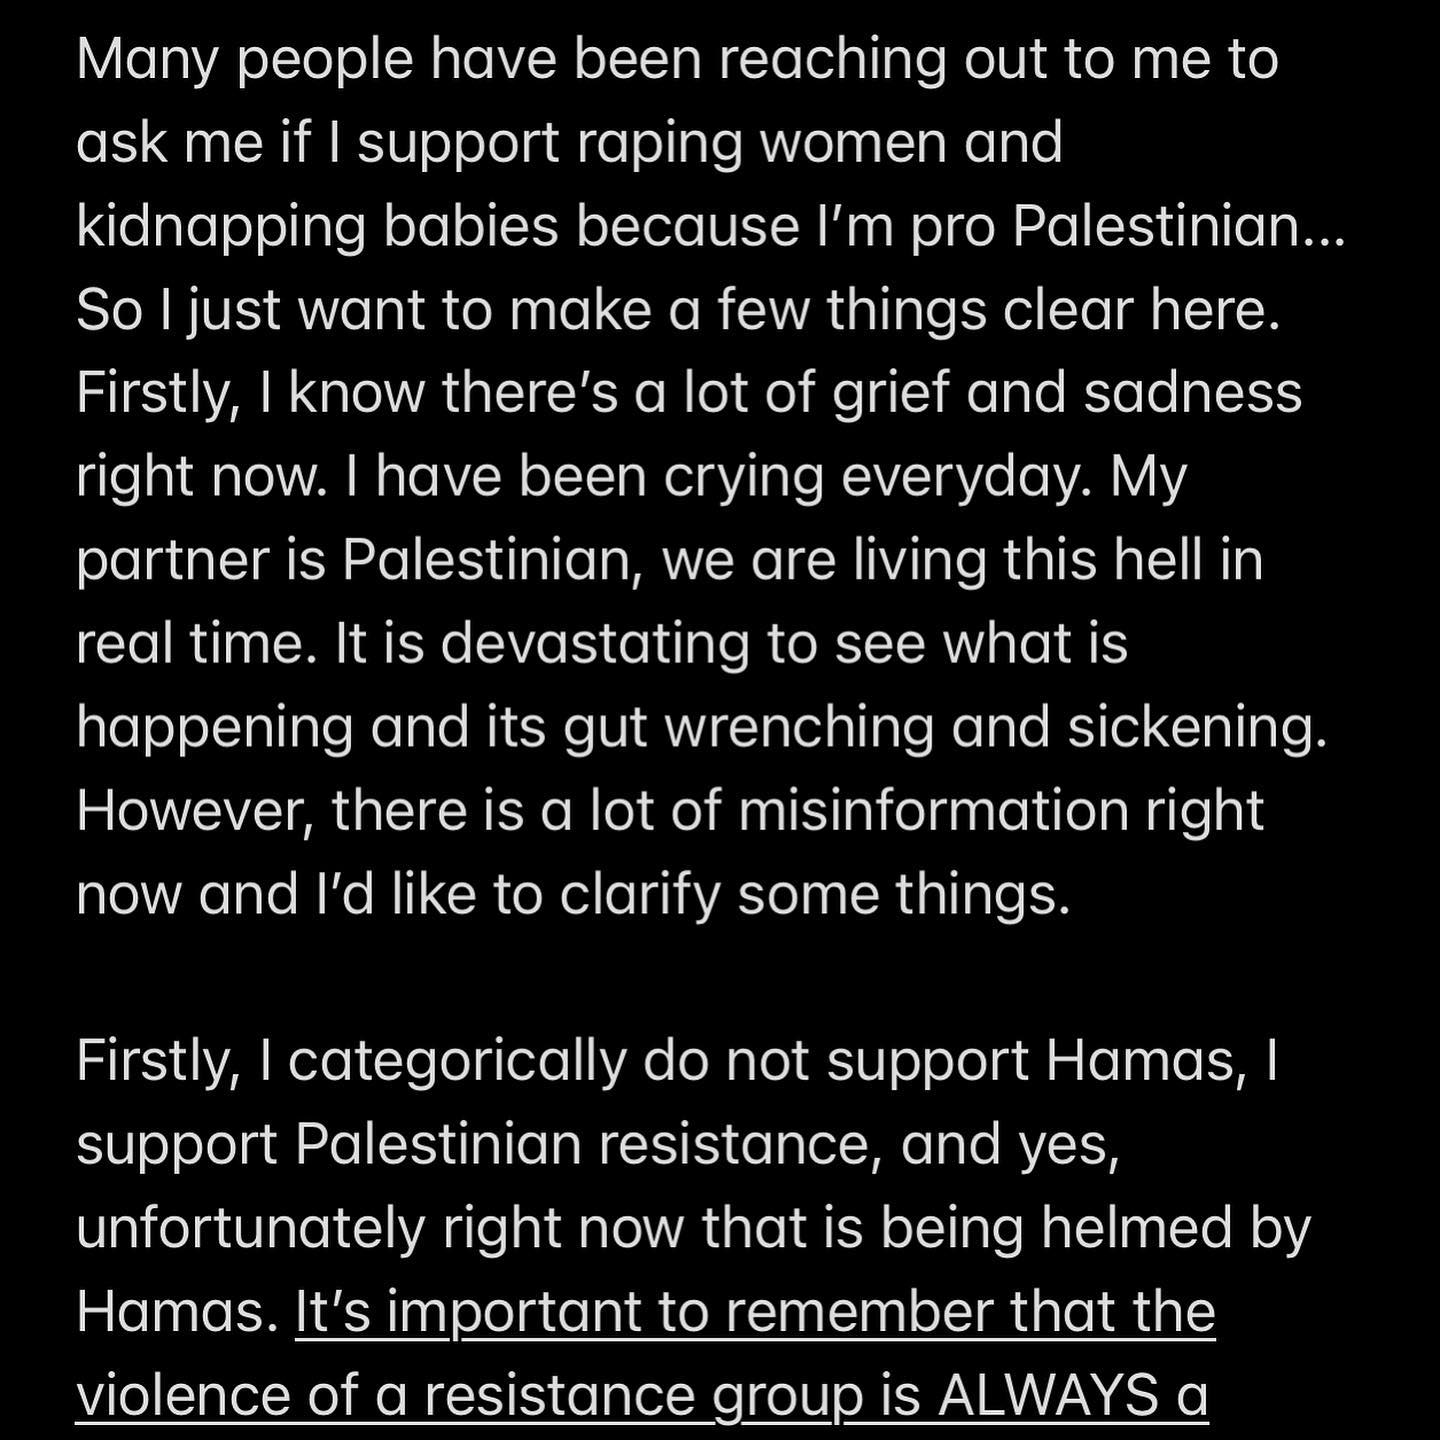 Many people have been reaching out to me to
ask me if I support raping women and
kidnapping babies because I’m pro Palestinian...
So I just want to make a few things clear here.
Firstly, I know there’s a lot of grief and sadness
right now. I have been crying everyday. My
partner is Palestinian, we are living this hell in
real time. It is devastating to see what is
happening and its gut wrenching and sickening.
However, there is a lot of misinformation right
now and I’d like to clarify some things.
Firstly, I categorically do not support Hamas, I
support Palestinian resistance, and yes,
unfortunately right now that is being helmed by
Hamas. It’s important to remember that the
violence of a resistance group is ALWAYS a